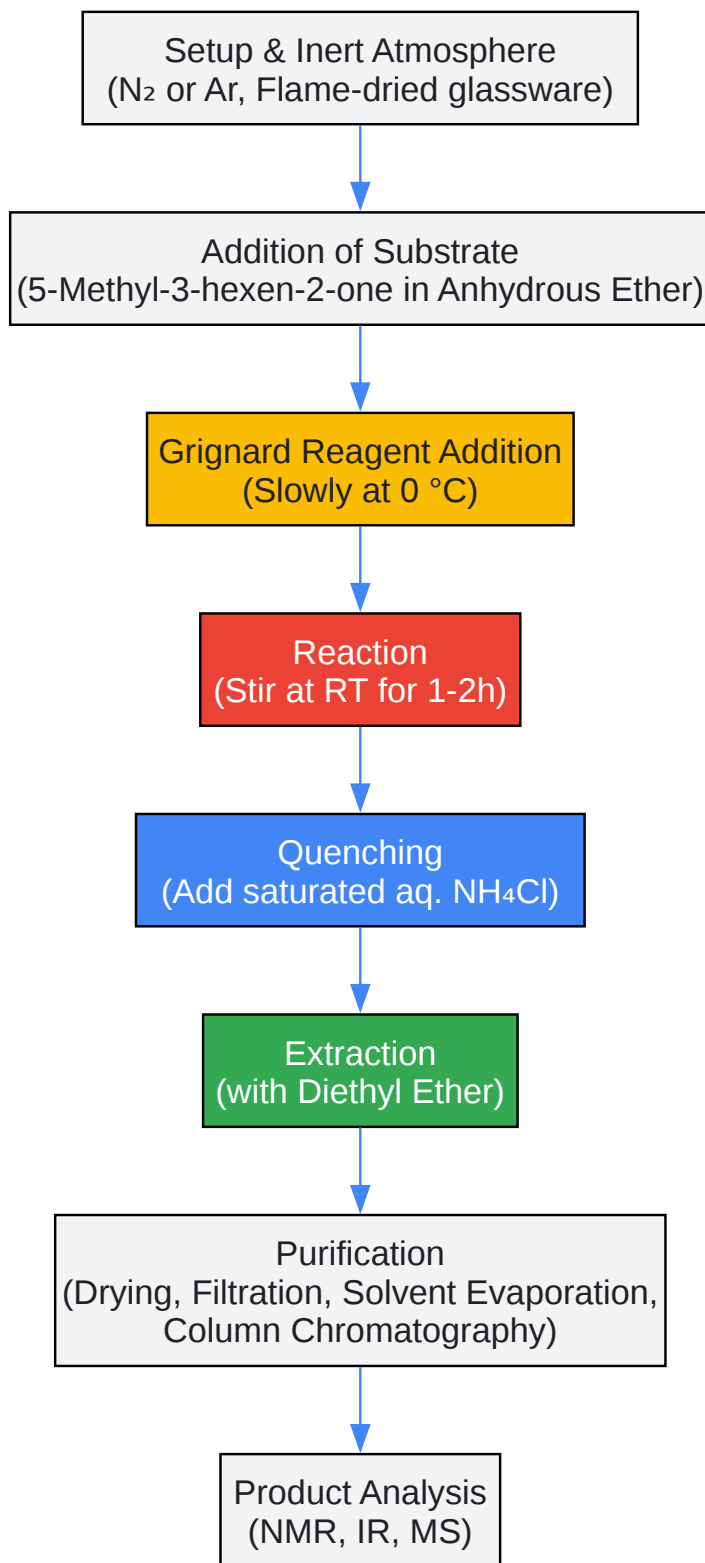 Setup & Inert Atmosphere
(N₂ or Ar, Flame-dried glassware)
Addition of Substrate
(5-Methyl-3-hexen-2-one in Anhydrous Ether)
Grignard Reagent Addition
(Slowly at 0 °C)
Reaction
(Stir at RT for 1-2h)
Quenching
(Add saturated aq. NH₄Cl)
Extraction
(with Diethyl Ether)
Purification
(Drying, Filtration, Solvent Evaporation,
Column Chromatography)
Product Analysis
(NMR, IR, MS)